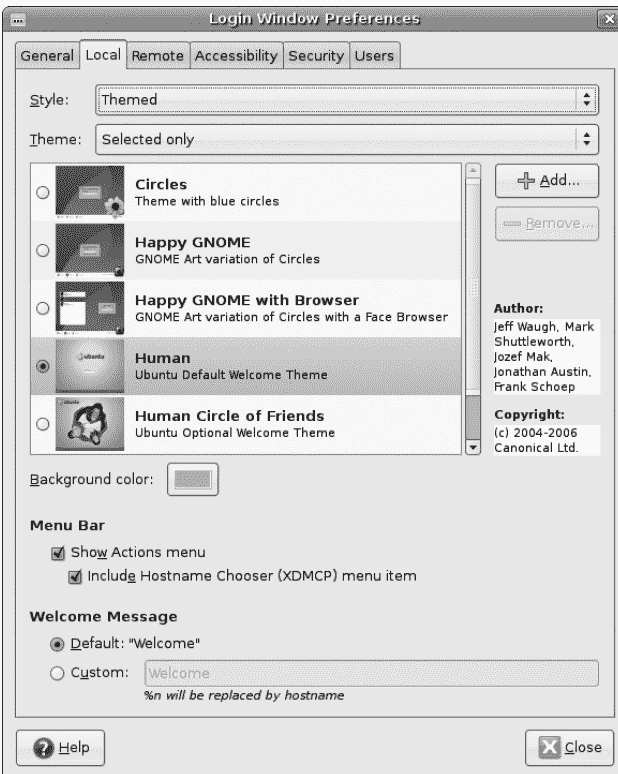 Login Window Preferences
General Local Remote Accessibility Security Users
Style: Themed
Theme: Selected only
Circles
Theme with blue circles
Happy GNOME
GNOME Art variation of Circles
Happy GNOME with Browser
GNOME Art variation of Circles with a Face Browser
ubuntu
Human
Ubuntu Default Welcome Theme
Human Circle of Friends
Ubuntu Optional Welcome Theme
Add...
Remove...
Author:
Jeff Waugh, Mark
Shuttleworth,
Jozef Mak,
Jonathan Austin,
Frank Schoep
Copyright:
(c) 2004-2006
Canonical Ltd.
Background color:
Menu Bar
Show Actions menu
Include Hostname Chooser (XDMCP) menu item
Welcome Message
Default: "Welcome"
Custom: Welcome
%n will be replaced by hostname
Help
Close